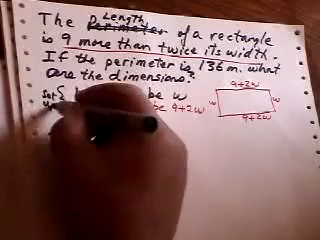 Length
The Perimeter of a rectangle
is 9 more than twice its width.
If the perimeter is 136 m. what
are the dimensions?
be w
be 9+2w
9+2w
w w
9+2w